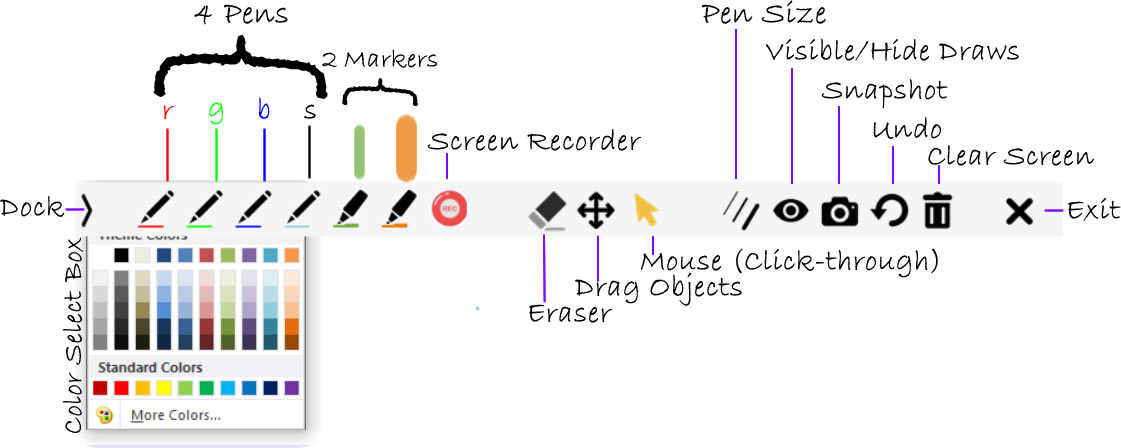 4 Pens
2 Markers
r g b s
Screen Recorder
Pen Size
Visible/Hide Draws
Snapshot
Undo
Clear Screen
Dock
REC
Exit
Mouse (Click-through)
Drag Objects
Eraser
Color Select Box
Theme Colors
Standard Colors
More Colors...